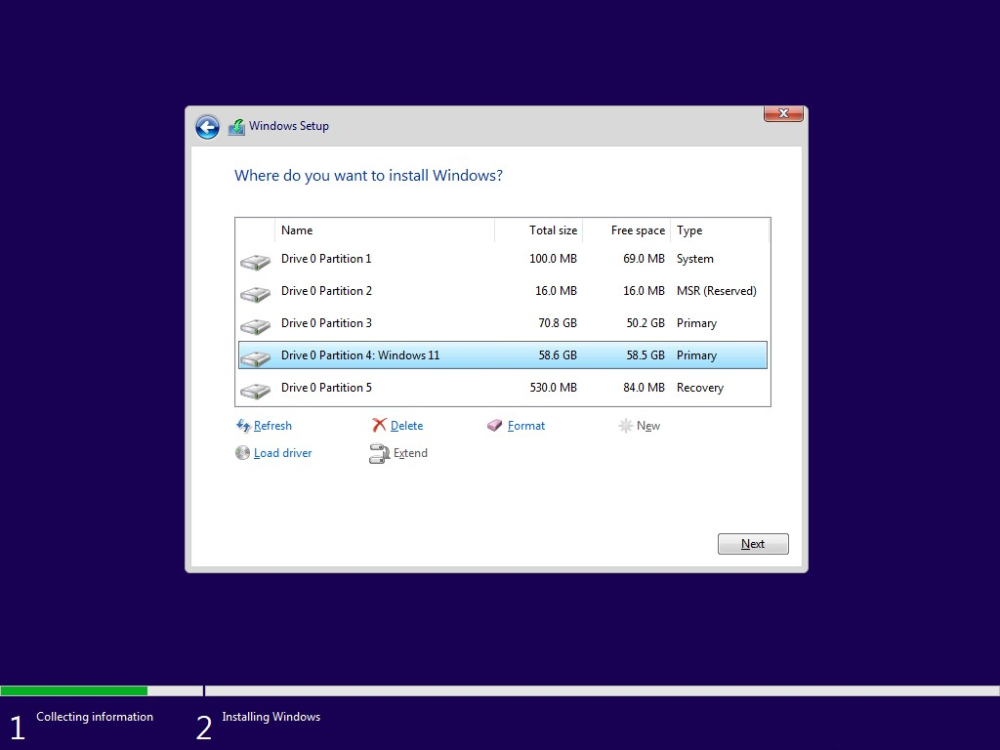 Windows Setup
Where do you want to install Windows?
Name Total size Free space Type
Drive 0 Partition 1 100.0 MB 69.0 MB System
Drive 0 Partition 2 16.0 MB 16.0 MB MSR (Reserved)
Drive 0 Partition 3 70.8 GB 50.2 GB Primary
Drive 0 Partition 4: Windows 11 58.6 GB 58.5 GB Primary
Drive 0 Partition 5 530.0 MB 84.0 MB Recovery
Refresh Delete Format New
Load driver Extend
Next
1 Collecting information 2 Installing Windows